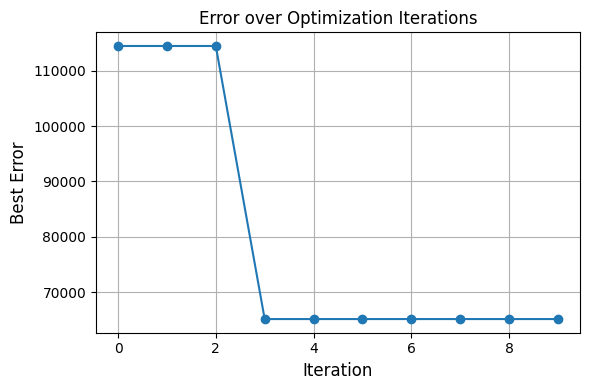 Error over Optimization Iterations
110000
100000
90000
80000
70000
Best Error
0 2 4 6 8
Iteration